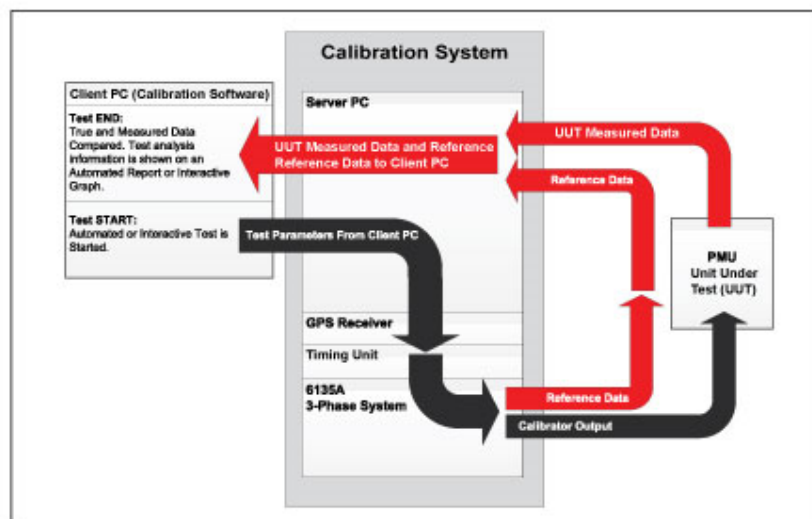 Calibration System
Client PC (Calibration Software)
Test END:
True and Measured Data
Compared. Test analysis
information is shown on an
Automated Report or Interactive
Graph.
Test START:
Automated or Interactive Test is
Started.
Server PC
UUT Measured Data and Reference
Reference Data to Client PC
Test Parameters From Client PC
GPS Receiver
Timing Unit
6135A
3-Phase System
UUT Measured Data
Reference Data
PMU
Unit Under
Test (UUT)
Reference Data
Calibrator Output